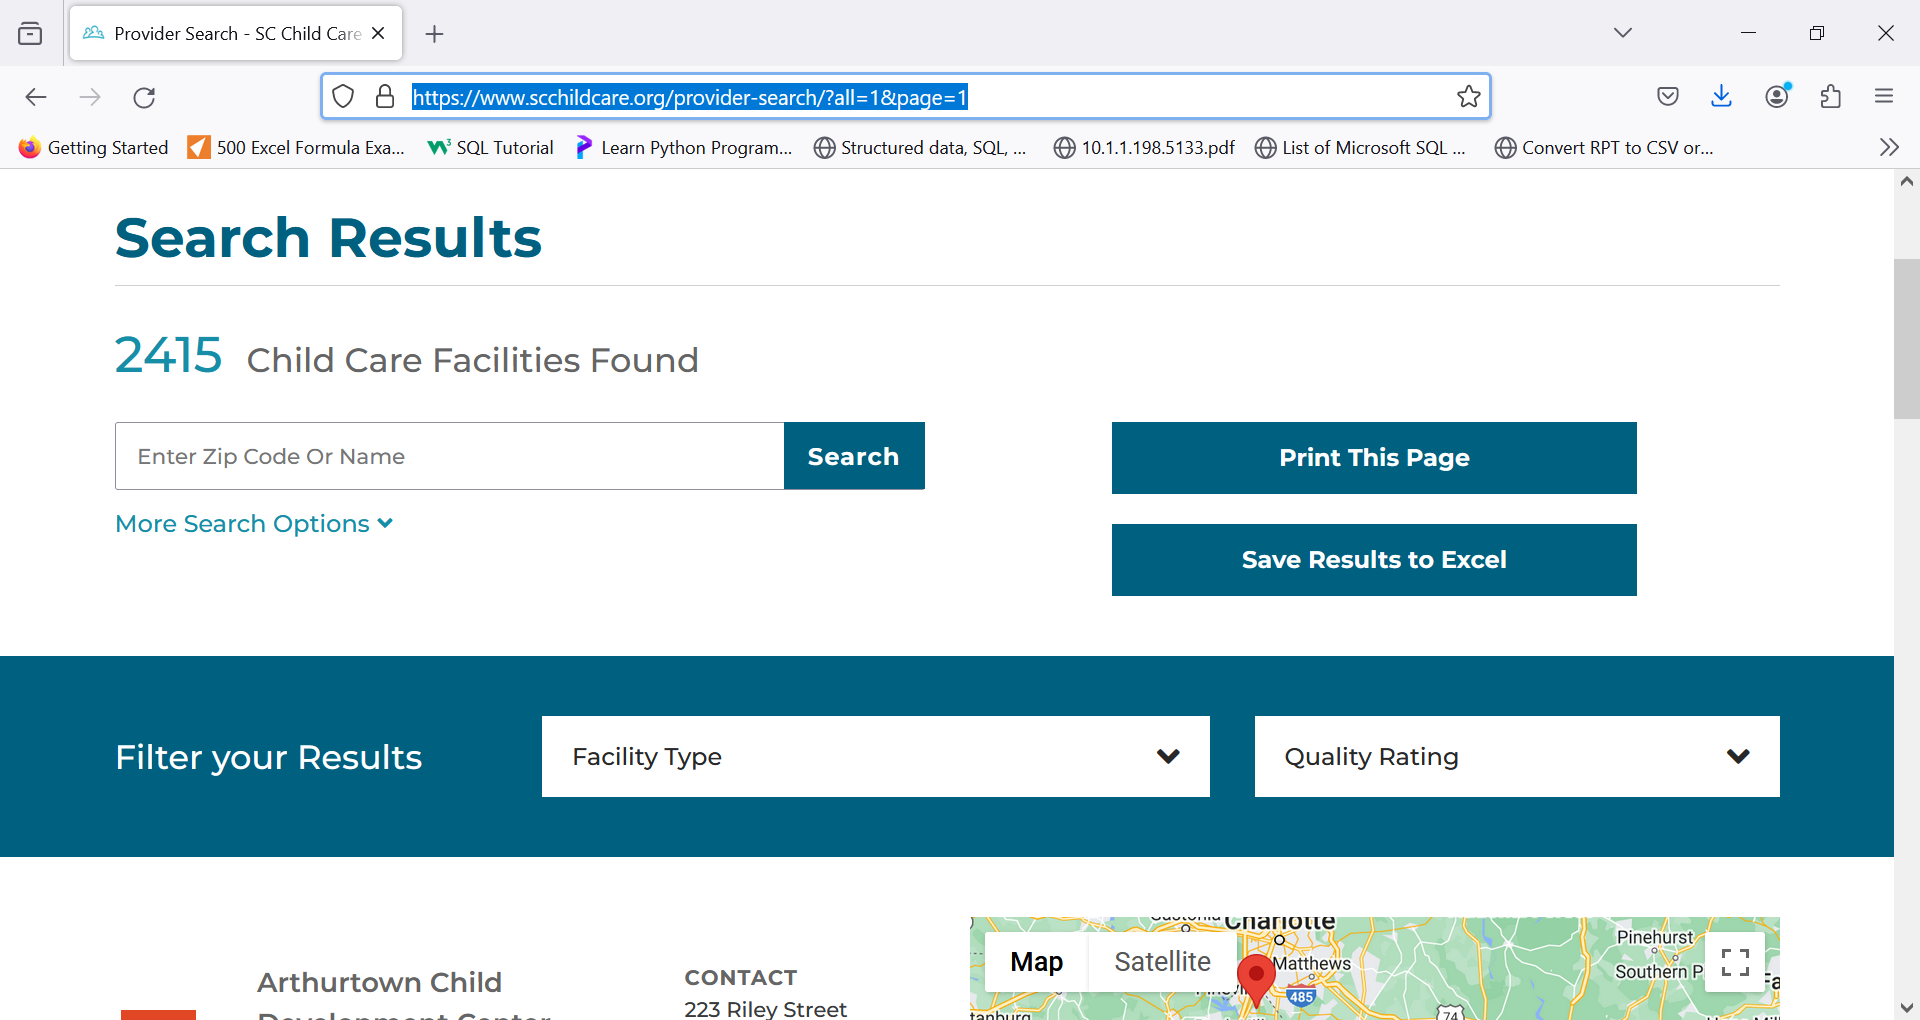 Provider Search - SC Child Care
https://www.scchildcare.org/provider-search/?all=1&page=1
Getting Started
500 Excel Formula Exa...
W3 SQL Tutorial
Learn Python Program...
Structured data, SQL, ...
10.1.1.198.5133.pdf
List of Microsoft SQL ...
Convert RPT to CSV or...
Search Results
2415 Child Care Facilities Found
Enter Zip Code Or Name
Search
Print This Page
More Search Options
Save Results to Excel
Filter your Results
Facility Type
Quality Rating
Arthurtown Child
Development Center
CONTACT
223 Riley Street
Charlotte
Map
Satellite
Matthews
485
74
Pinehurst
Southern P